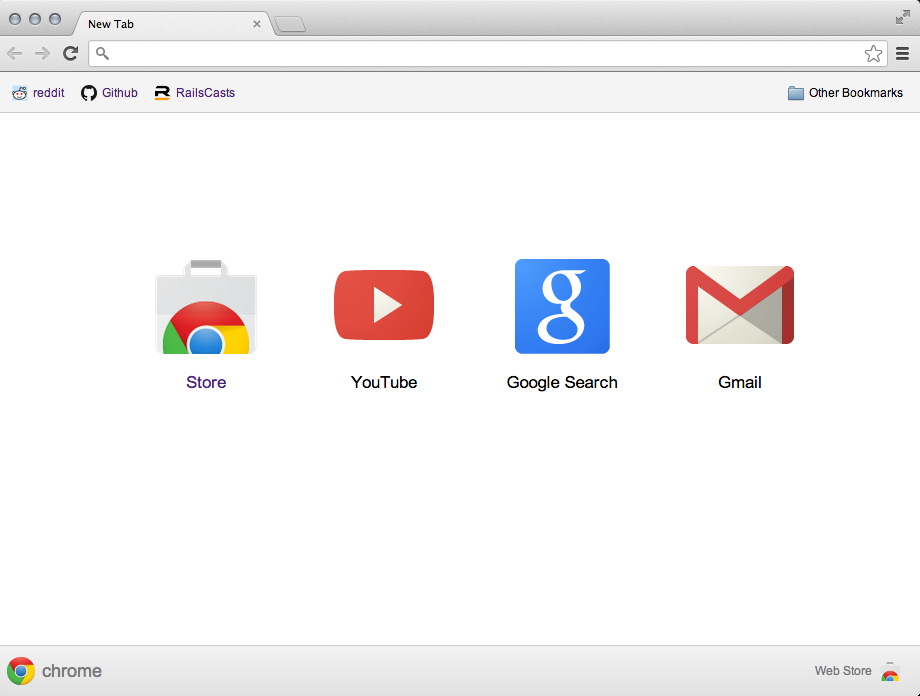 New Tab
reddit Github RailsCasts Other Bookmarks
Store YouTube Google Search Gmail
chrome Web Store